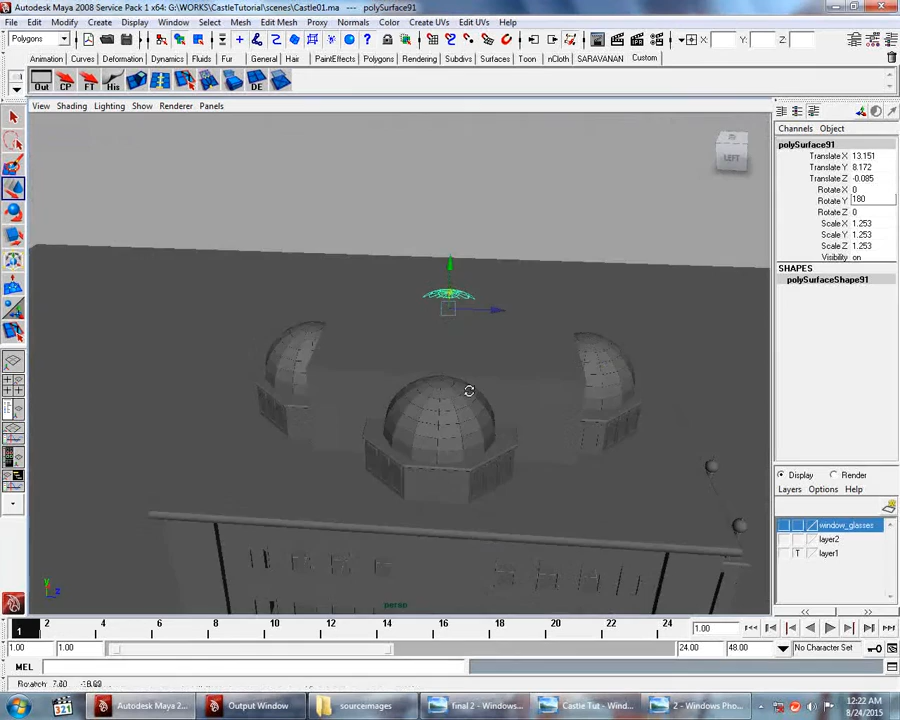 Autodesk Maya 2008 Service Pack 1 x64: G:\WORKS\CastleTutorial\scenes\Castle01.ma --- polySurface91
File Edit Modify Create Display Window Select Mesh Edit Mesh Proxy Normals Color Create UVs Edit UVs Help
Polygons X: Y: Z:
Animation Curves Deformation Dynamics Fluids Fur General Hair PaintEffects Polygons Rendering Subdivs Surfaces Toon nCloth SARAVANAN Custom
Out CP FT His DE
View Shading Lighting Show Renderer Panels
Channels Object
polySurface91
Translate X 13.151
Translate Y 8.172
Translate Z -0.085
Rotate X 0
Rotate Y 180
Rotate Z 0
Scale X 1.253
Scale Y 1.253
Scale Z 1.253
Visibility on
SHAPES
polySurfaceShape91
LEFT
Display Render
Layers Options Help
window_glasses
layer2
T layer1
y
z
persp
1 2 4 6 8 10 12 14 16 18 20 22 24 1.00
1.00 1.00 24.00 48.00 No Character Set
MEL
321 Autodesk Maya 2... Output Window sourceimages final 2 - Windows... Castle Tut - Wind... 2 - Windows Pho...
12:22 AM
8/24/2015